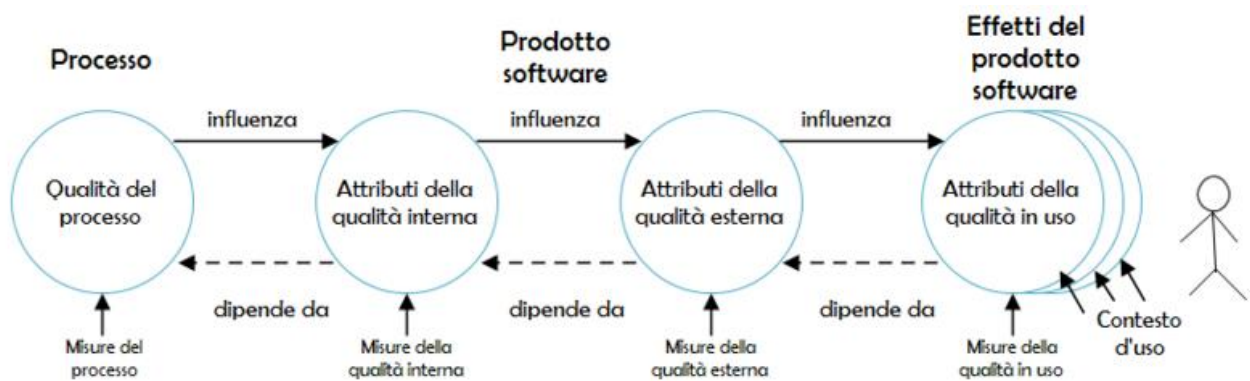 Processo
Prodotto
software
Effetti del
prodotto
software
influenza
influenza
influenza
Qualità del
processo
Attributi della
qualità interna
Attributi della
qualità esterna
Attributi della
qualità in uso
dipende da
dipende da
dipende da
Misure del
processo
Misure della
qualità interna
Misure della
qualità esterna
Misure della
qualità in uso
Contesto
d'uso